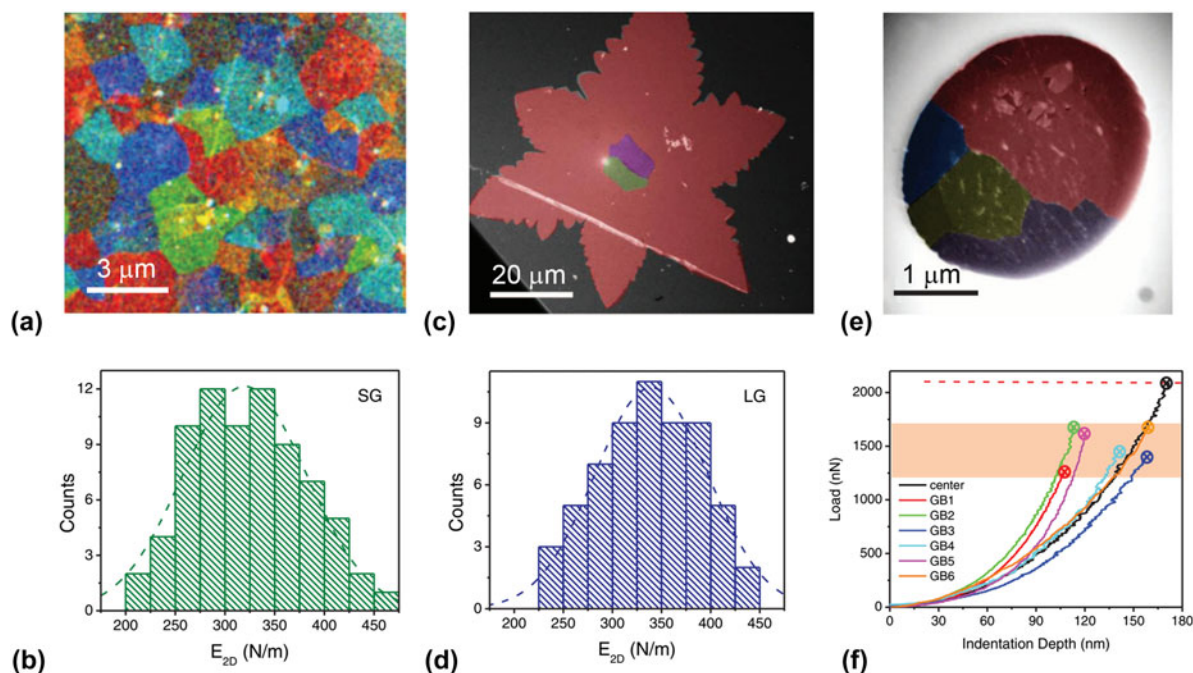 3 μm
(a)
20 μm
(c)
1 μm
(e)
12
9
6
3
0
Counts
SG
200 250 300 350 400 450
E2D (N/m)
(b)
9
6
3
0
Counts
LG
200 250 300 350 400 450
E2D (N/m)
(d)
2000
1500
1000
500
0
Load (nN)
center
GB1
GB2
GB3
GB4
GB5
GB6
0 30 60 90 120 150 180
Indentation Depth (nm)
(f)